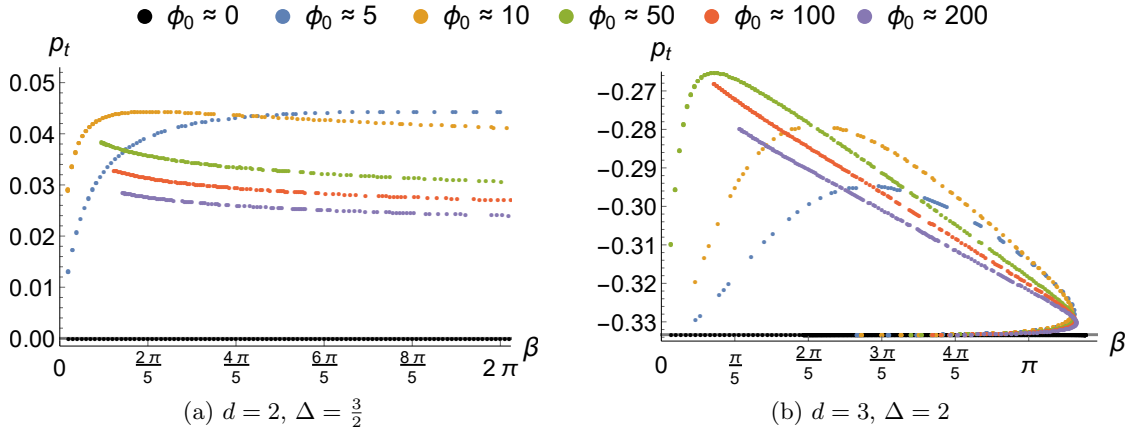 ϕ₀ ≈ 0 ϕ₀ ≈ 5 ϕ₀ ≈ 10 ϕ₀ ≈ 50 ϕ₀ ≈ 100 ϕ₀ ≈ 200
pₜ
0.05
0.04
0.03
0.02
0.01
0.00
0 2π/5 4π/5 6π/5 8π/5 2π β
(a) d = 2, Δ = 3/2
pₜ
−0.27
−0.28
−0.29
−0.30
−0.31
−0.32
−0.33
0 π/5 2π/5 3π/5 4π/5 π β
(b) d = 3, Δ = 2